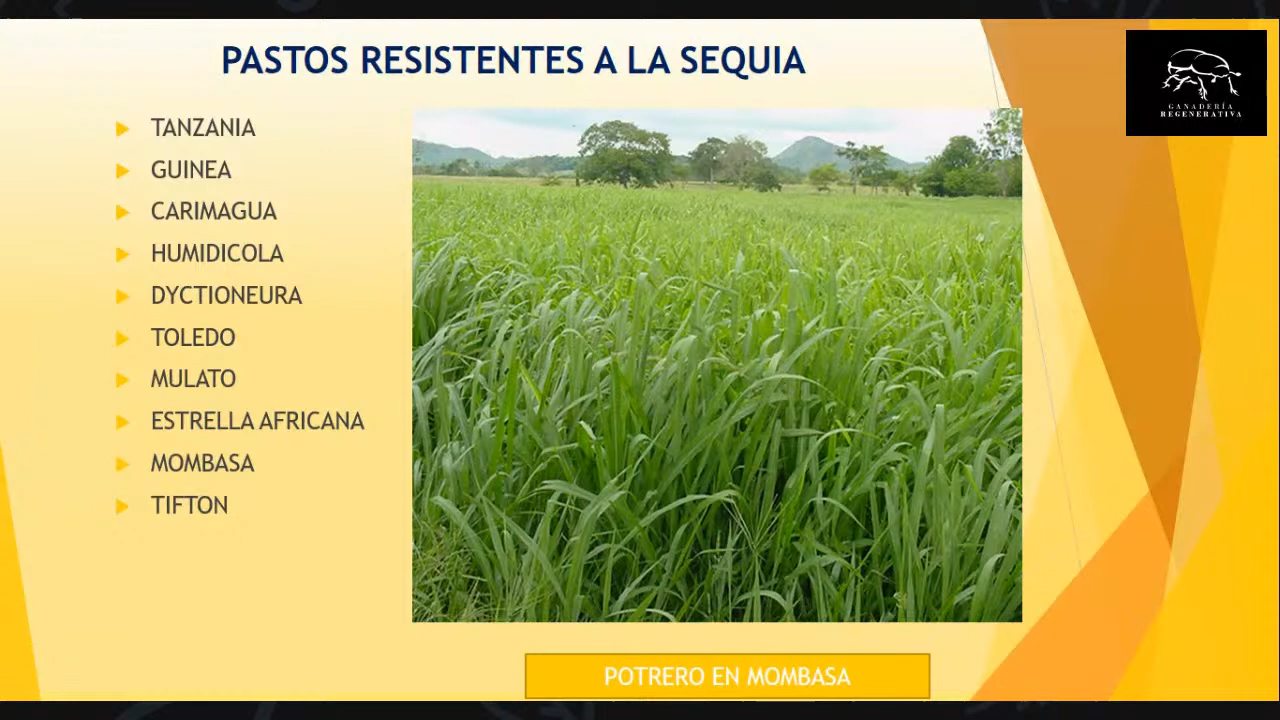 PASTOS RESISTENTES A LA SEQUIA
TANZANIA
GUINEA
CARIMAGUA
HUMIDICOLA
DYCTIONEURA
TOLEDO
MULATO
ESTRELLA AFRICANA
MOMBASA
TIFTON
GANADERÍA
REGENERATIVA
POTRERO EN MOMBASA